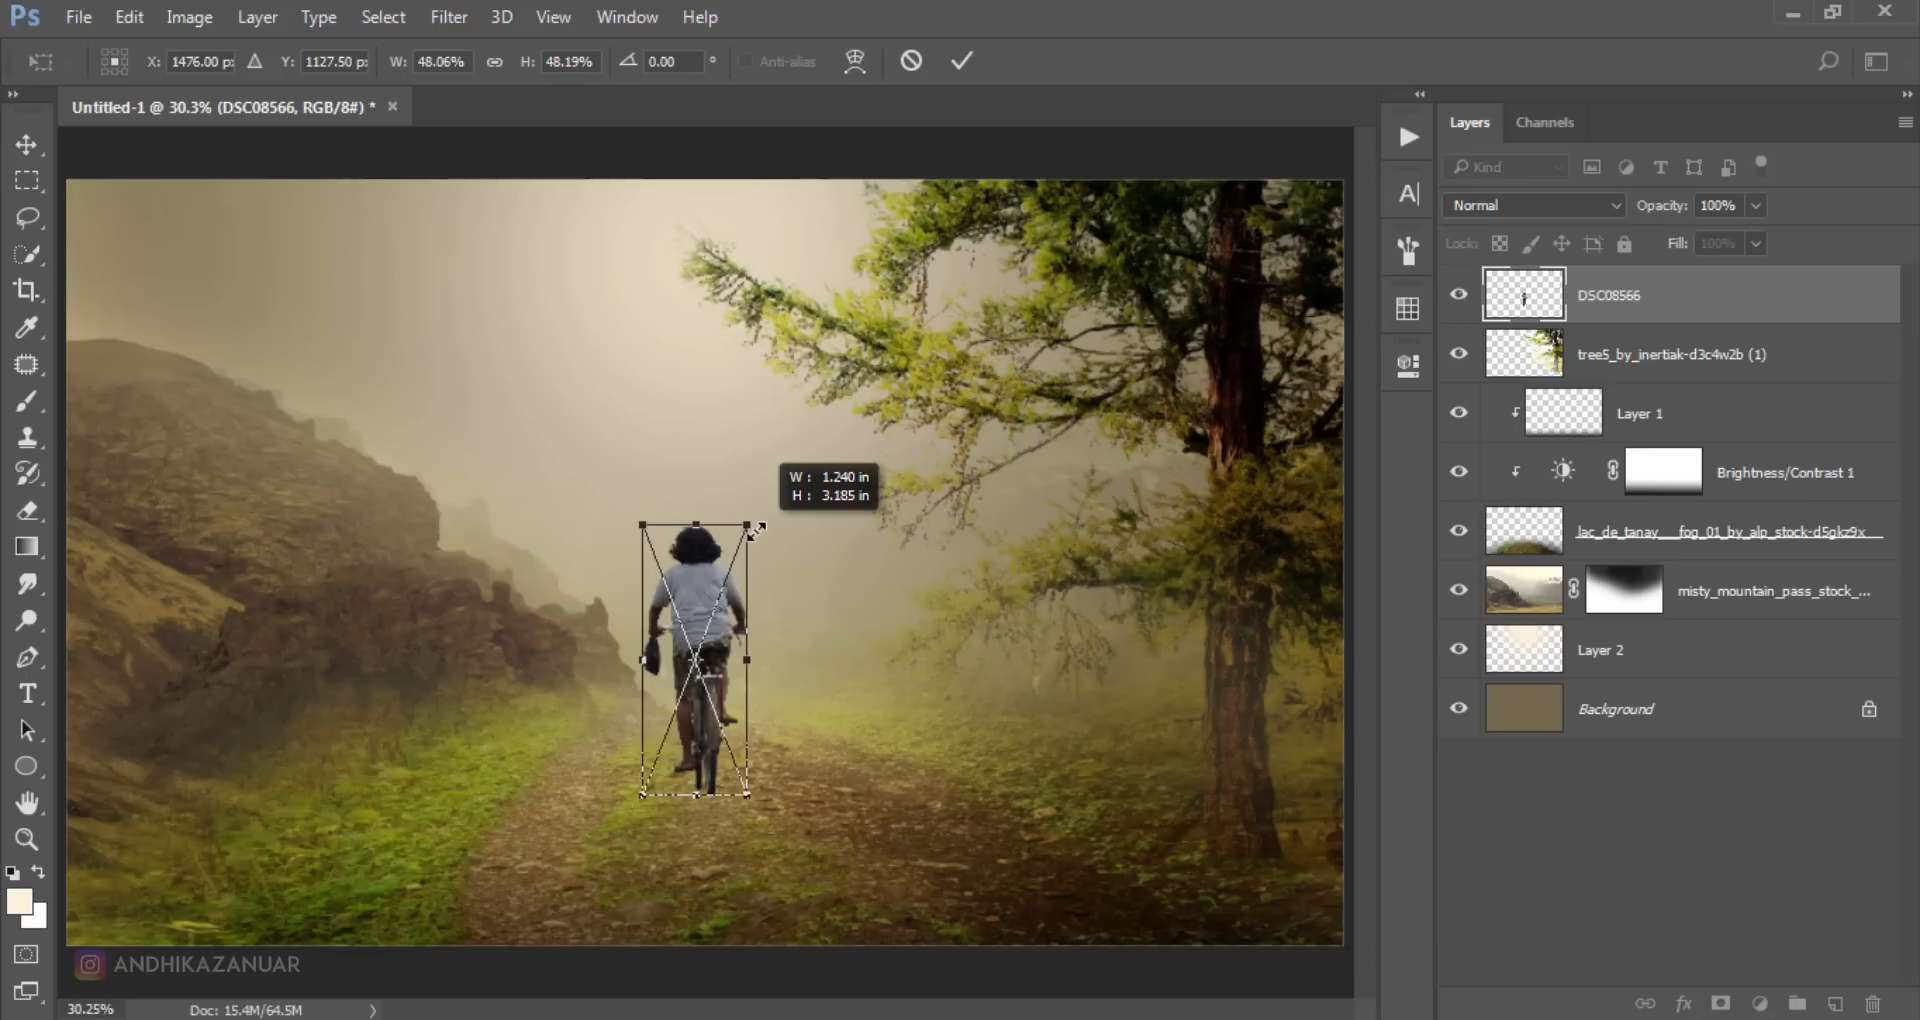 Ps File Edit Image Layer Type Select Filter 3D View Window Help
X: 1476.00 p Y: 1127.50 p W: 48.06% H: 48.19% 0.00 ° Anti-alias
Untitled-1 @ 30.3% (DSC08566, RGB/8#) *
Layers Channels
Kind
Normal Opacity: 100%
Lock: Fill: 100%
DSC08566
tree5_by_inertiak-d3c4w2b (1)
Layer 1
Brightness/Contrast 1
lac_de_tanay___fog_01_by_alp_stock-d5gkz9x
misty_mountain_pass_stock_...
Layer 2
Background
W : 1.240 in
H : 3.185 in
ANDHIKAZANUAR
30.25% Doc: 15.4M/64.5M